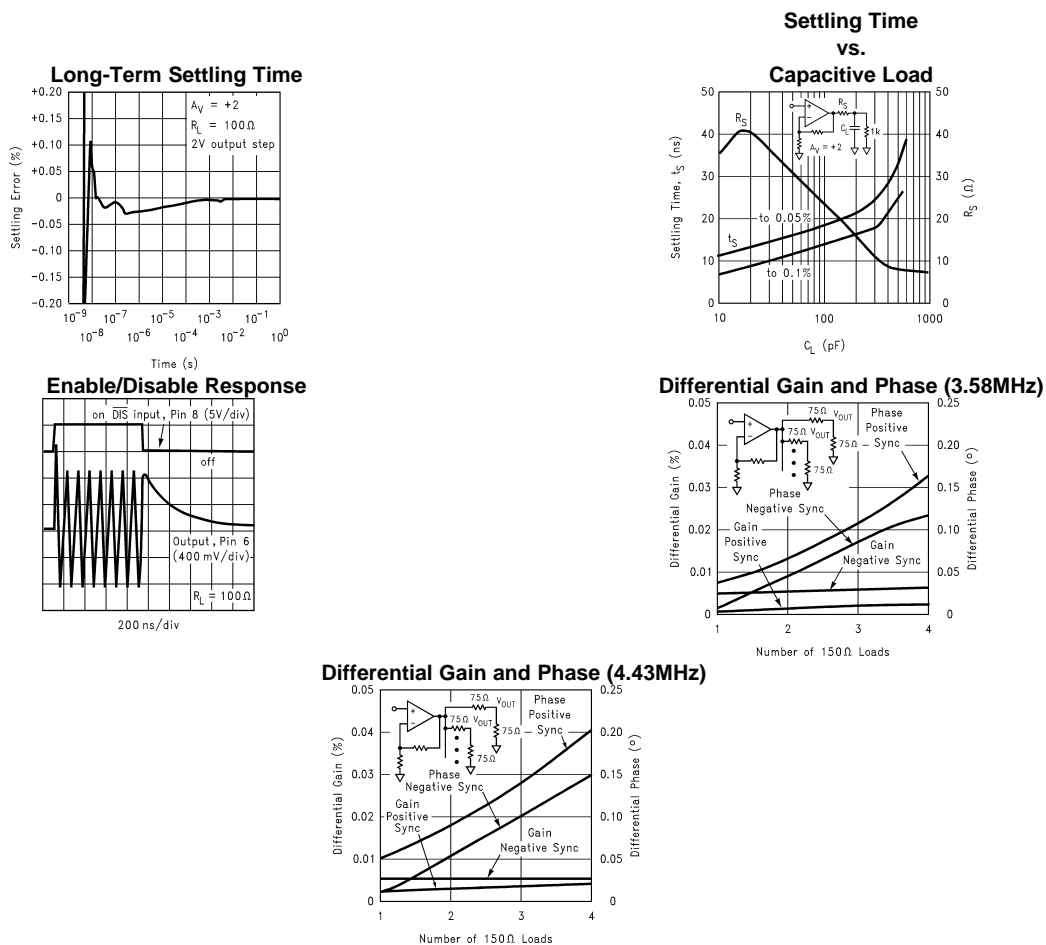 Long-Term Settling Time
+0.20
+0.15
+0.10
+0.05
0
-0.05
-0.10
-0.15
-0.20
Settling Error (%)
A_V = +2
R_L = 100Ω
2V output step
10^-9 10^-7 10^-5 10^-3 10^-1
10^-8 10^-6 10^-4 10^-2 10^0
Time (s)
Settling Time
vs.
Capacitive Load
50
40
30
20
10
0
Settling Time, t_S (ns)
R_S
R_S
C_L
1k
A_V = +2
to 0.05%
t_S
to 0.1%
50
40
30
20
10
0
R_S (Ω)
10 100 1000
C_L (pF)
Enable/Disable Response
on DIS input, Pin 8 (5V/div)
off
Output, Pin 6
(400 mV/div)
R_L = 100Ω
200 ns/div
Differential Gain and Phase (3.58MHz)
0.05
0.04
0.03
0.02
0.01
0
Differential Gain (%)
75Ω V_OUT
75Ω V_OUT 75Ω
75Ω
Phase
Positive
Sync
Phase
Negative Sync
Gain
Positive
Sync
Gain
Negative Sync
0.25
0.20
0.15
0.10
0.05
0
Differential Phase (°)
1 2 3 4
Number of 150Ω Loads
Differential Gain and Phase (4.43MHz)
0.05
0.04
0.03
0.02
0.01
0
Differential Gain (%)
75Ω V_OUT
75Ω V_OUT 75Ω
75Ω
Phase
Positive
Sync
Phase
Negative Sync
Gain
Positive
Sync
Gain
Negative Sync
0.25
0.20
0.15
0.10
0.05
0
Differential Phase (°)
1 2 3 4
Number of 150Ω Loads